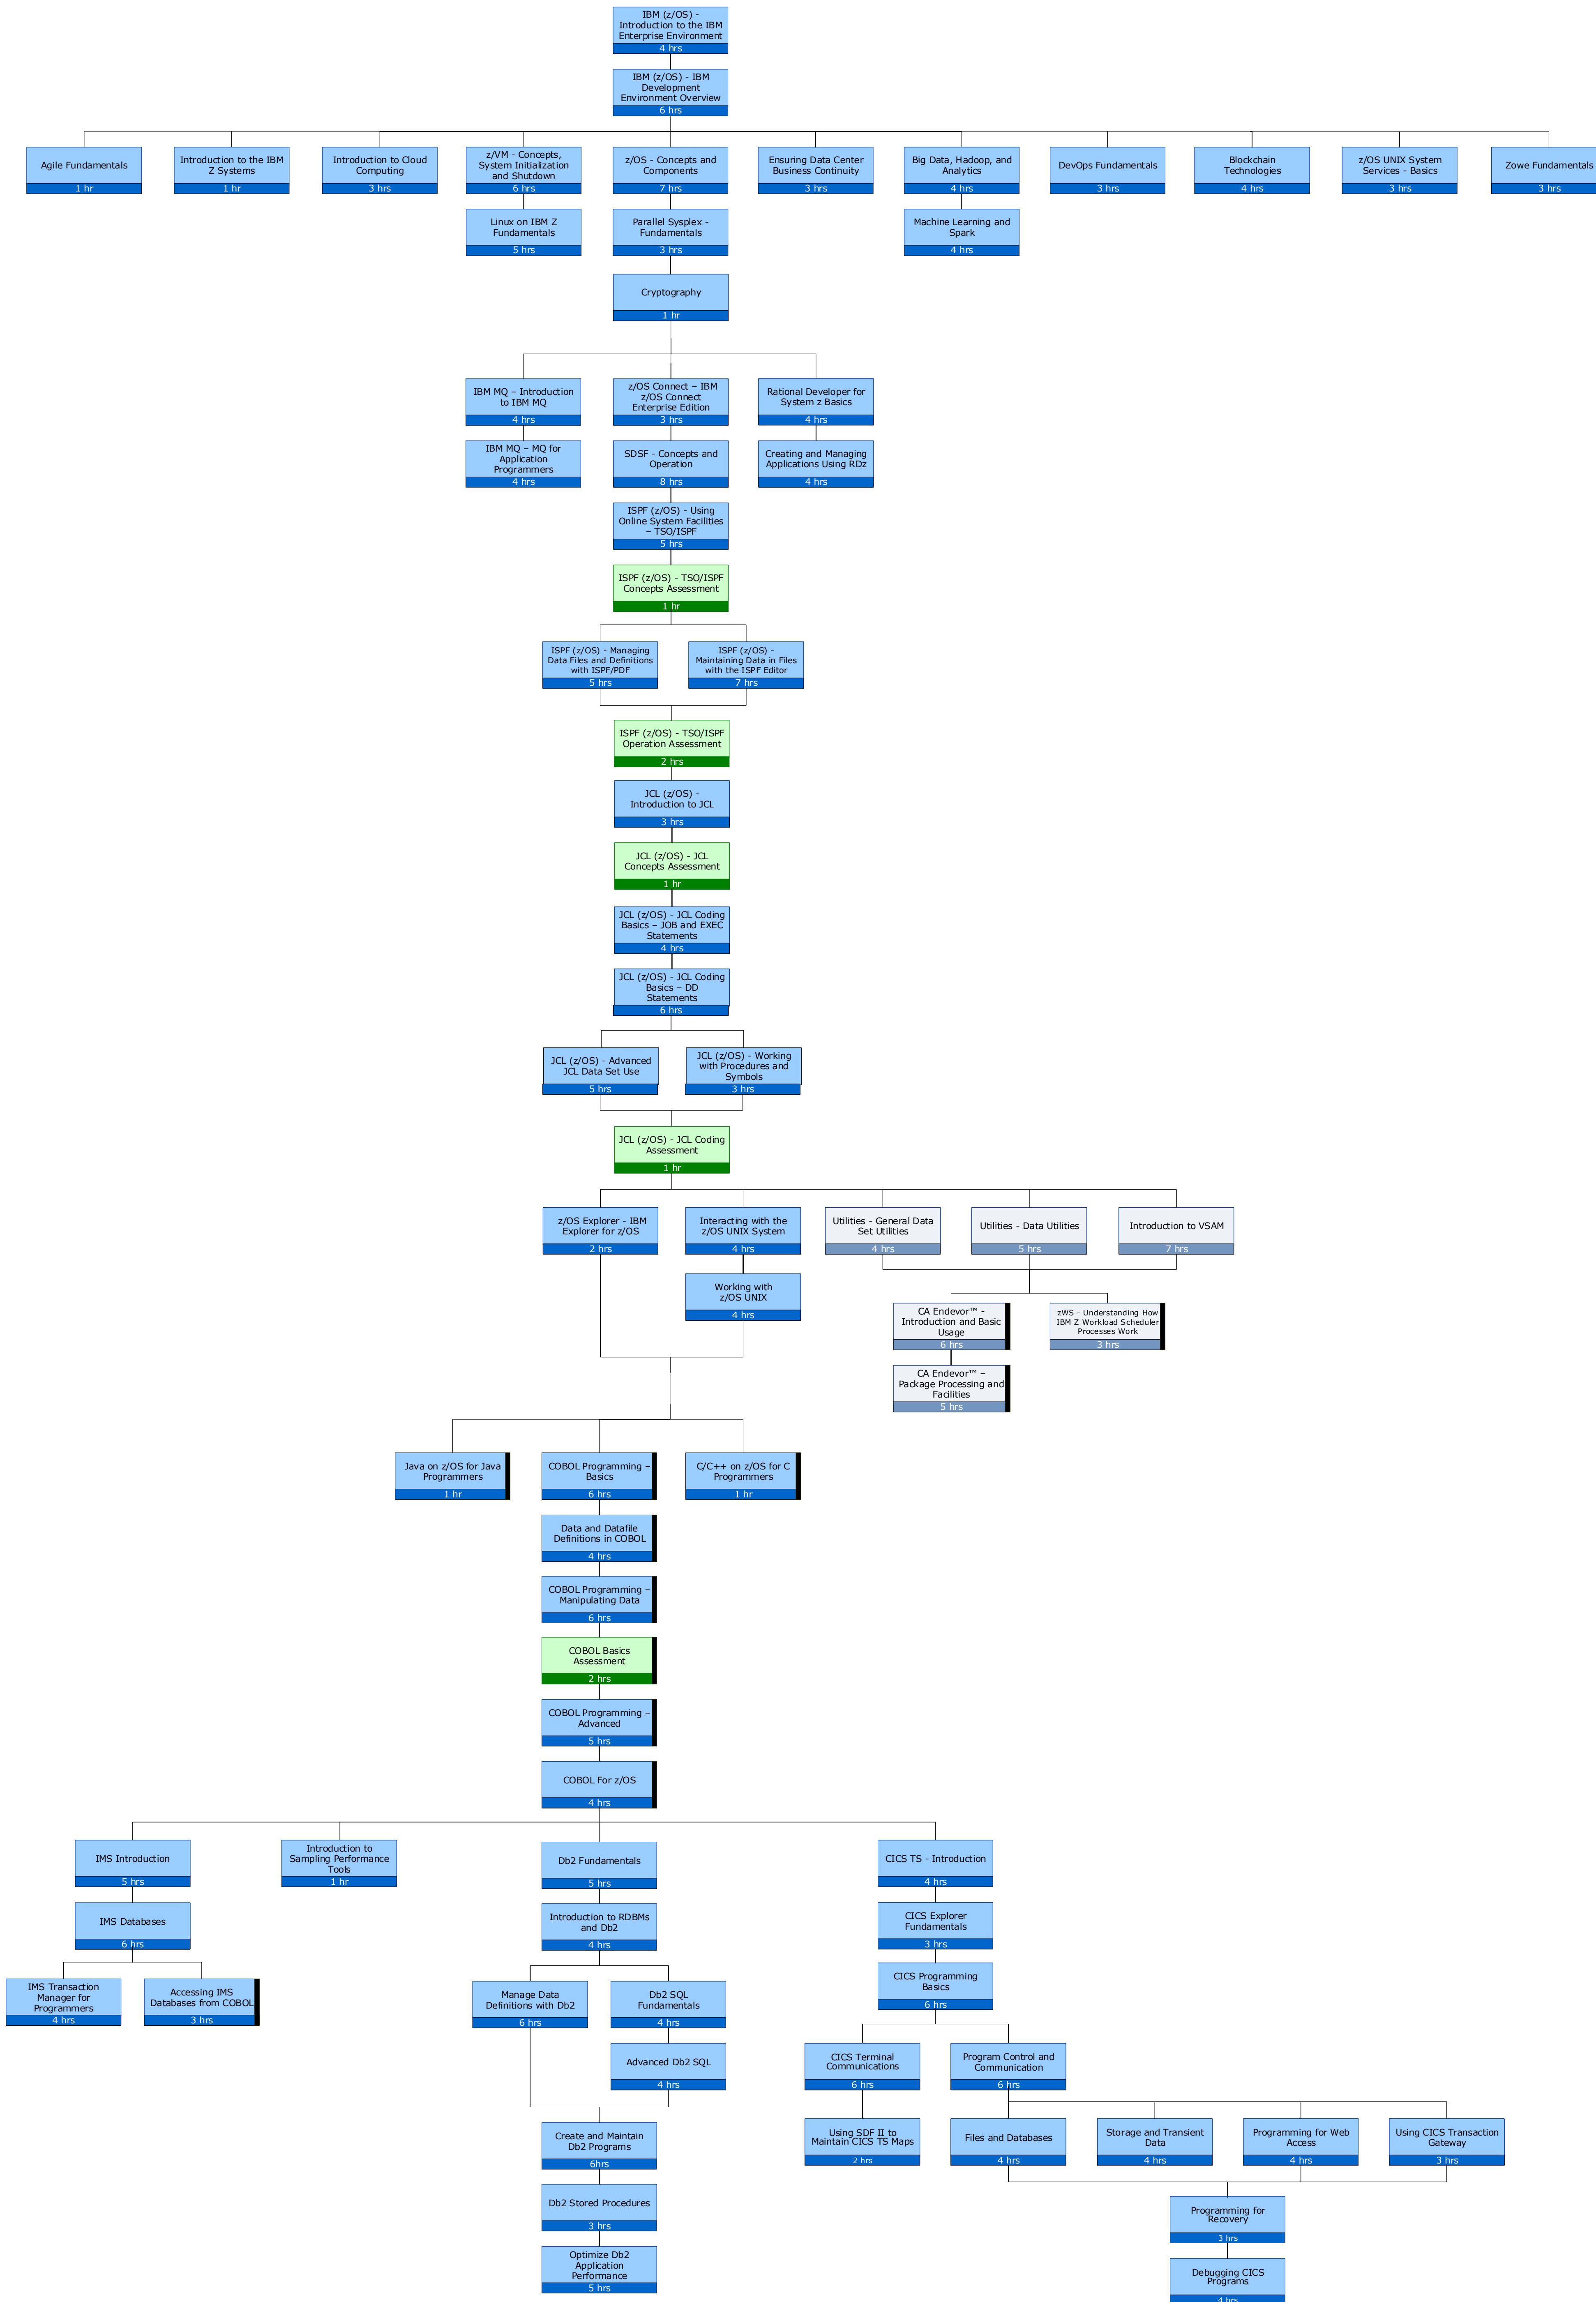 IBM (z/OS) -
Introduction to the IBM
Enterprise Environment
4 hrs
IBM (z/OS) - IBM
Development
Environment Overview
6 hrs
Agile Fundamentals
1 hr
Introduction to the IBM
Z Systems
1 hr
Introduction to Cloud
Computing
3 hrs
z/VM - Concepts,
System Initialization
and Shutdown
6 hrs
z/OS - Concepts and
Components
7 hrs
Ensuring Data Center
Business Continuity
3 hrs
Big Data, Hadoop, and
Analytics
4 hrs
DevOps Fundamentals
3 hrs
Blockchain
Technologies
4 hrs
z/OS UNIX System
Services - Basics
3 hrs
Zowe Fundamentals
3 hrs
Linux on IBM Z
Fundamentals
5 hrs
Parallel Sysplex -
Fundamentals
3 hrs
Machine Learning and
Spark
4 hrs
Cryptography
1 hr
IBM MQ – Introduction
to IBM MQ
4 hrs
z/OS Connect – IBM
z/OS Connect
Enterprise Edition
3 hrs
Rational Developer for
System z Basics
4 hrs
IBM MQ – MQ for
Application
Programmers
4 hrs
SDSF - Concepts and
Operation
8 hrs
Creating and Managing
Applications Using RDz
4 hrs
ISPF (z/OS) - Using
Online System Facilities
– TSO/ISPF
5 hrs
ISPF (z/OS) - TSO/ISPF
Concepts Assessment
1 hr
ISPF (z/OS) - Managing
Data Files and Definitions
with ISPF/PDF
5 hrs
ISPF (z/OS) -
Maintaining Data in Files
with the ISPF Editor
7 hrs
ISPF (z/OS) - TSO/ISPF
Operation Assessment
2 hrs
JCL (z/OS) -
Introduction to JCL
3 hrs
JCL (z/OS) - JCL
Concepts Assessment
1 hr
JCL (z/OS) - JCL Coding
Basics – JOB and EXEC
Statements
4 hrs
JCL (z/OS) - JCL Coding
Basics – DD
Statements
6 hrs
JCL (z/OS) - Advanced
JCL Data Set Use
5 hrs
JCL (z/OS) - Working
with Procedures and
Symbols
3 hrs
JCL (z/OS) - JCL Coding
Assessment
1 hr
z/OS Explorer - IBM
Explorer for z/OS
2 hrs
Interacting with the
z/OS UNIX System
4 hrs
Utilities - General Data
Set Utilities
4 hrs
Utilities - Data Utilities
5 hrs
Introduction to VSAM
7 hrs
Working with
z/OS UNIX
4 hrs
CA Endevor™ -
Introduction and Basic
Usage
6 hrs
zWS - Understanding How
IBM Z Workload Scheduler
Processes Work
3 hrs
CA Endevor™ –
Package Processing and
Facilities
5 hrs
Java on z/OS for Java
Programmers
1 hr
COBOL Programming –
Basics
6 hrs
C/C++ on z/OS for C
Programmers
1 hr
Data and Datafile
Definitions in COBOL
4 hrs
COBOL Programming –
Manipulating Data
6 hrs
COBOL Basics
Assessment
2 hrs
COBOL Programming –
Advanced
5 hrs
COBOL For z/OS
4 hrs
IMS Introduction
5 hrs
Introduction to
Sampling Performance
Tools
1 hr
Db2 Fundamentals
5 hrs
CICS TS - Introduction
4 hrs
IMS Databases
6 hrs
Introduction to RDBMs
and Db2
4 hrs
CICS Explorer
Fundamentals
3 hrs
IMS Transaction
Manager for
Programmers
4 hrs
Accessing IMS
Databases from COBOL
3 hrs
Manage Data
Definitions with Db2
6 hrs
Db2 SQL
Fundamentals
4 hrs
CICS Programming
Basics
6 hrs
Advanced Db2 SQL
4 hrs
CICS Terminal
Communications
6 hrs
Program Control and
Communication
6 hrs
Create and Maintain
Db2 Programs
6hrs
Using SDF II to
Maintain CICS TS Maps
2 hrs
Files and Databases
4 hrs
Storage and Transient
Data
4 hrs
Programming for Web
Access
4 hrs
Using CICS Transaction
Gateway
3 hrs
Db2 Stored Procedures
3 hrs
Programming for
Recovery
3 hrs
Optimize Db2
Application
Performance
5 hrs
Debugging CICS
Programs
4 hrs